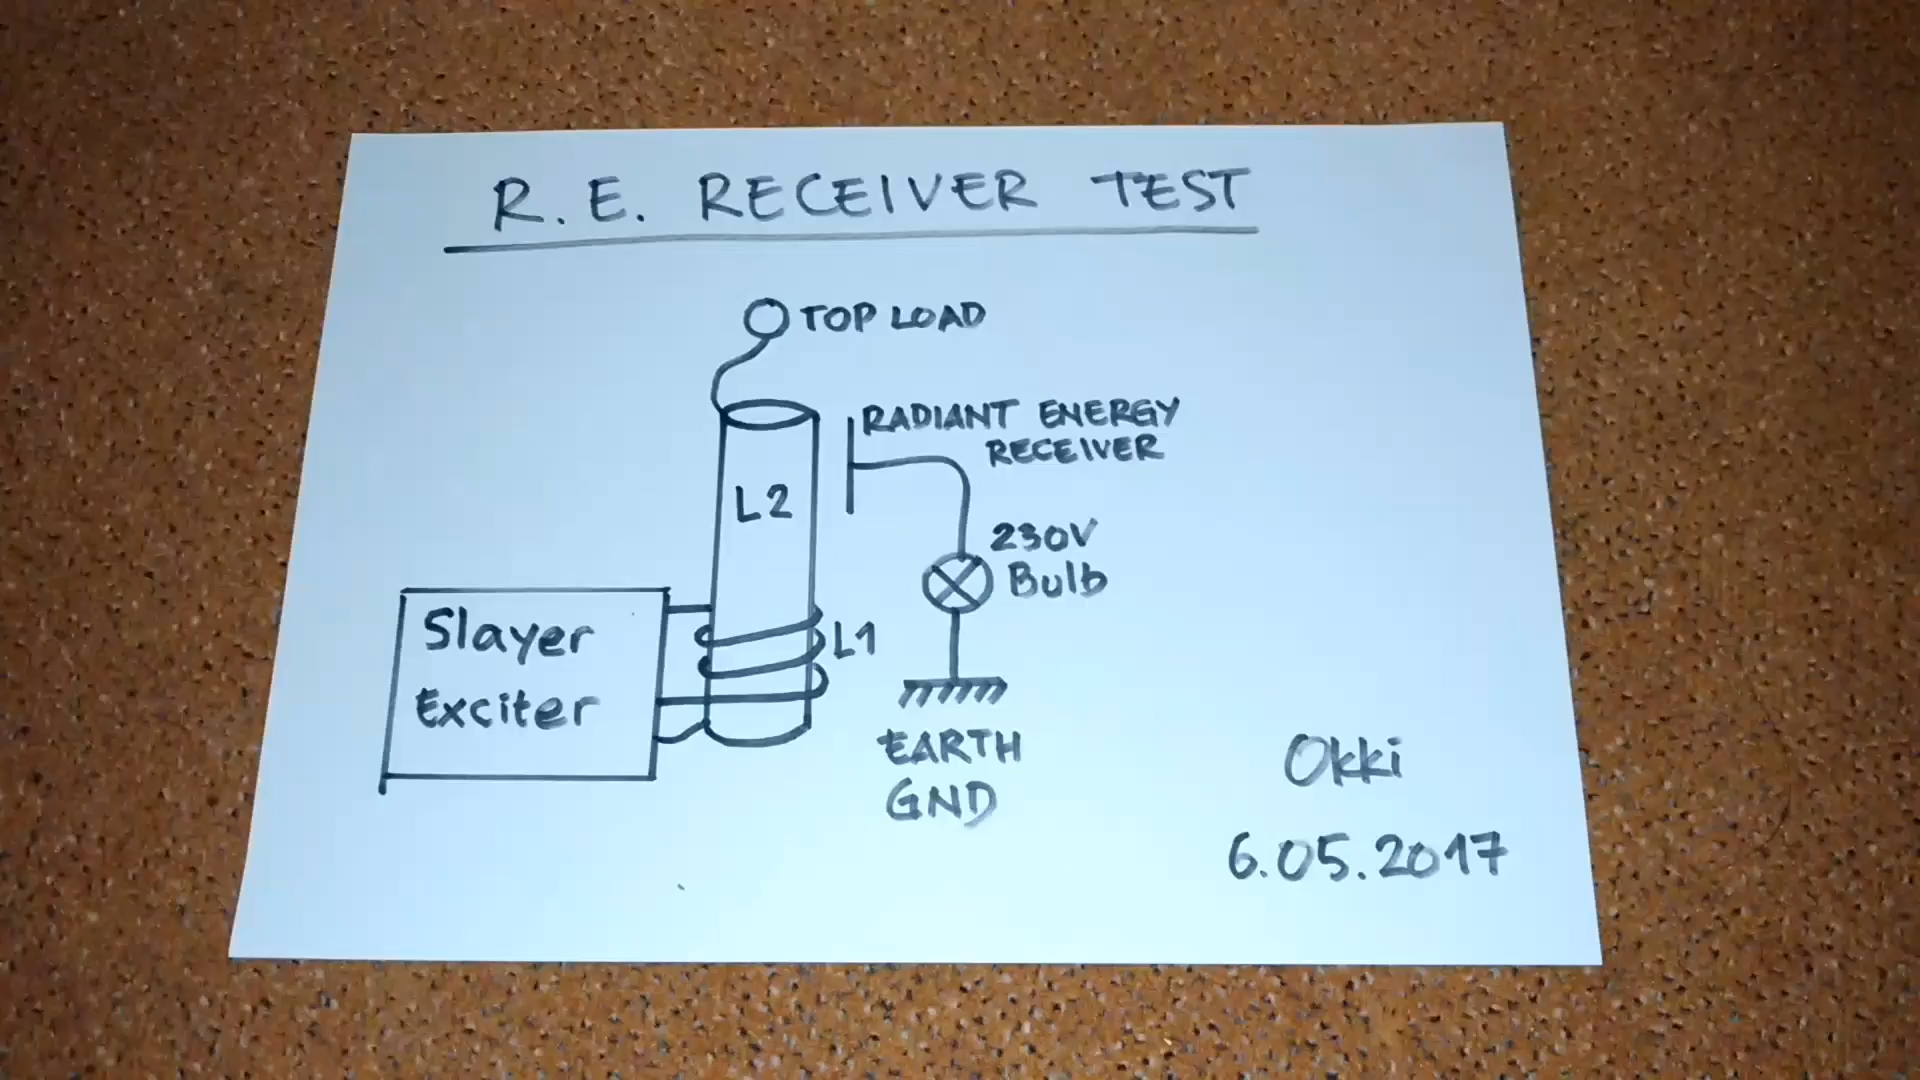 R.E. RECEIVER TEST
TOP LOAD
RADIANT ENERGY
RECEIVER
L2
230V
Bulb
Slayer
Exciter
L1
EARTH
GND
Okki
6.05.2017